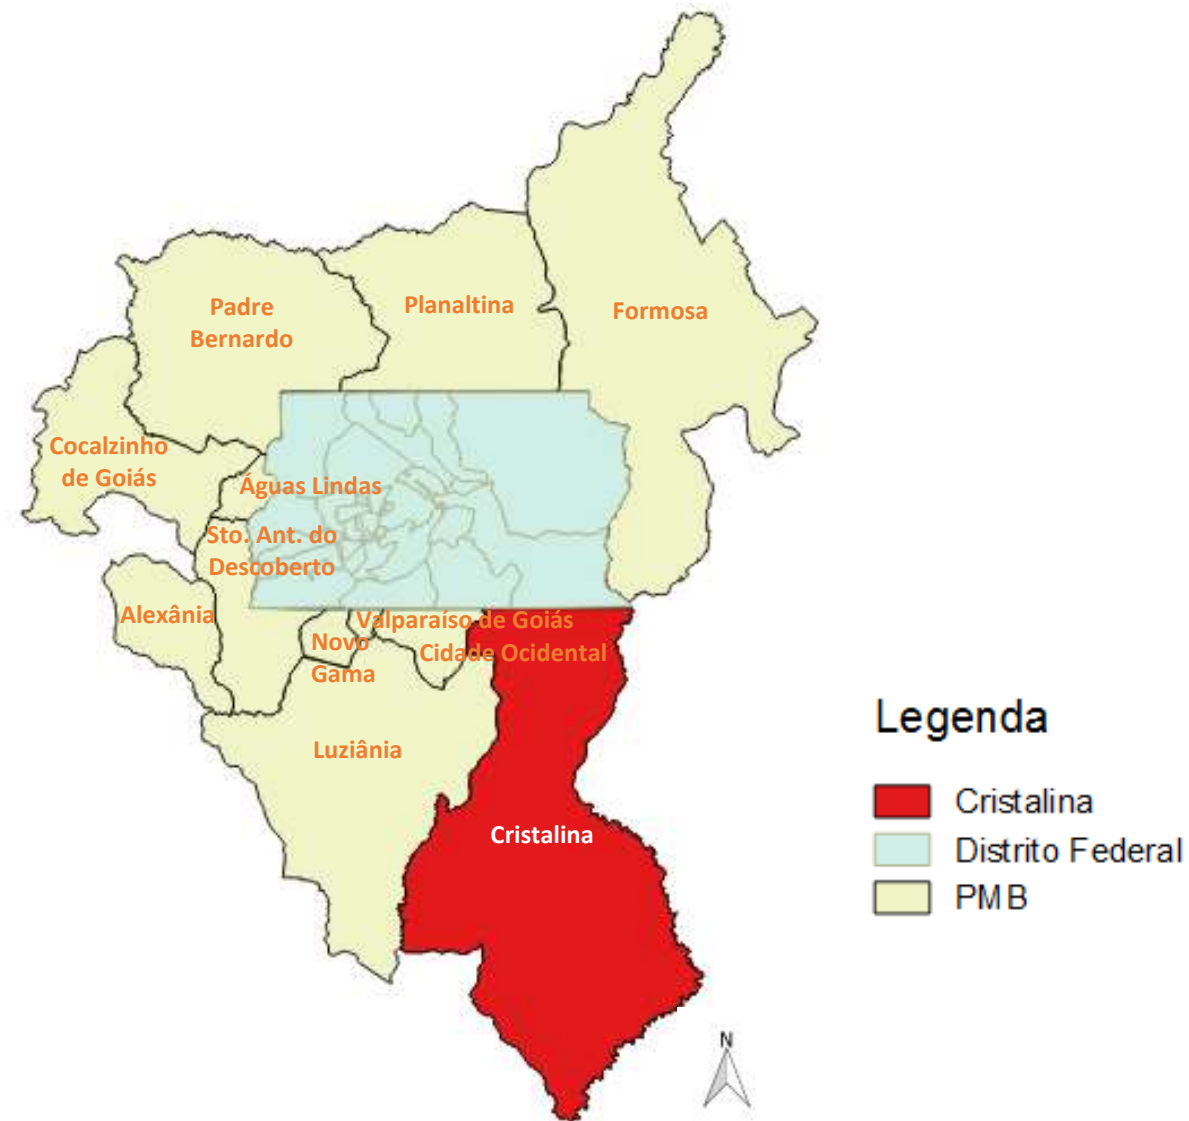 Padre
Bernardo
Planaltina
Formosa
Cocalzinho
de Goiás
Águas Lindas
Sto. Ant. do
Descoberto
Alexânia
Valparaíso de Goiás
Novo
Gama
Cidade Ocidental
Luziânia
Cristalina
Legenda
Cristalina
Distrito Federal
PMB
N